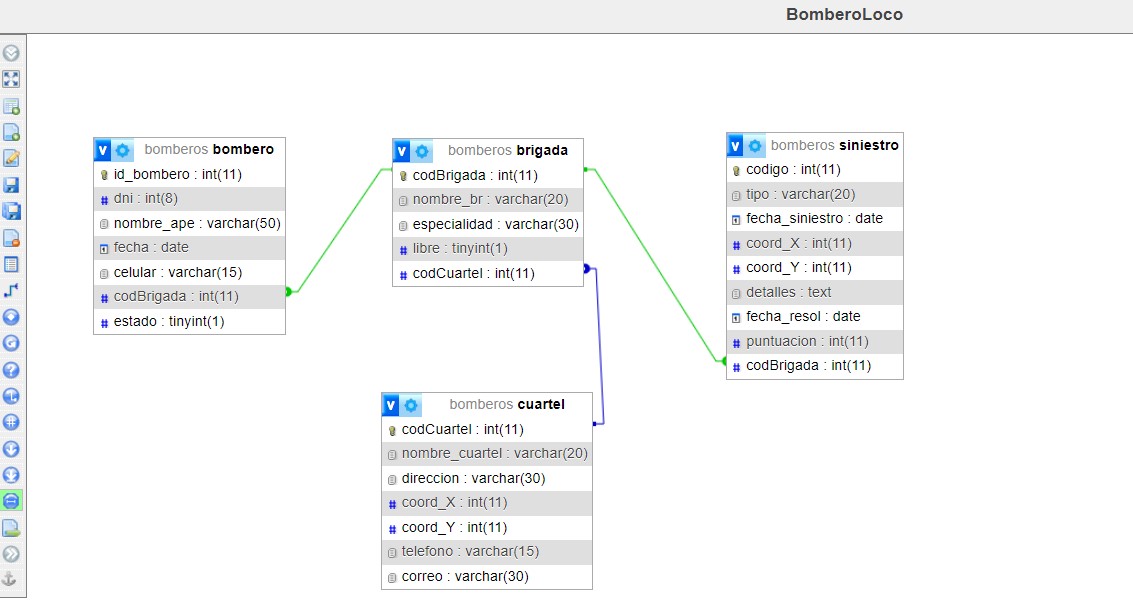 BomberoLoco
bomberos bombero
id_bombero : int(11)
dni : int(8)
nombre_ape : varchar(50)
fecha : date
celular : varchar(15)
codBrigada : int(11)
estado : tinyint(1)
bomberos brigada
codBrigada : int(11)
nombre_br : varchar(20)
especialidad : varchar(30)
libre : tinyint(1)
codCuartel : int(11)
bomberos siniestro
codigo : int(11)
tipo : varchar(20)
fecha_siniestro : date
coord_X : int(11)
coord_Y : int(11)
detalles : text
fecha_resol : date
puntuacion : int(11)
codBrigada : int(11)
bomberos cuartel
codCuartel : int(11)
nombre_cuartel : varchar(20)
direccion : varchar(30)
coord_X : int(11)
coord_Y : int(11)
telefono : varchar(15)
correo : varchar(30)